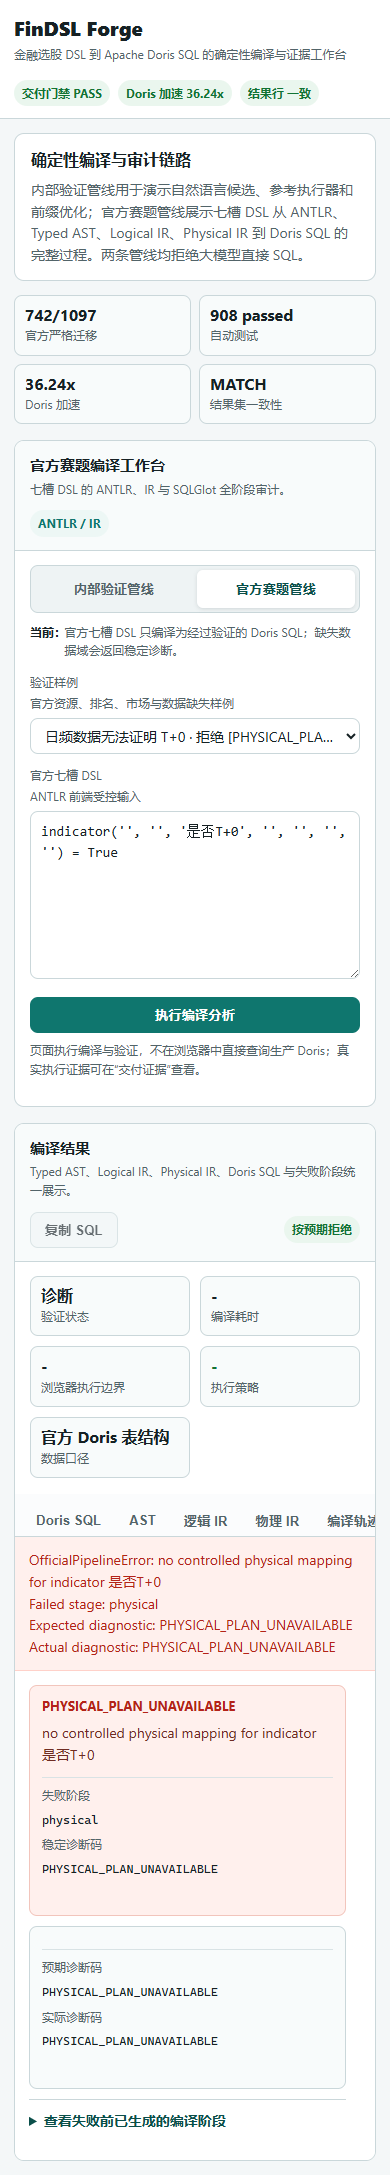 FinDSL Forge
金融选股 DSL 到 Apache Doris SQL 的确定性编译与证据工作台
交付门禁 PASS
Doris 加速 36.24x
结果行 一致
确定性编译与审计链路
内部验证管线用于演示自然语言候选、参考执行器和
前缀优化；官方赛题管线展示七槽 DSL 从 ANTLR、
Typed AST、Logical IR、Physical IR 到 Doris SQL 的
完整过程。两条管线均拒绝大模型直接 SQL。
742/1097
官方严格迁移
908 passed
自动测试
36.24x
Doris 加速
MATCH
结果集一致性
官方赛题编译工作台
七槽 DSL 的 ANTLR、IR 与 SQLGlot 全阶段审计。
ANTLR / IR
内部验证管线
官方赛题管线
当前： 官方七槽 DSL 只编译为经过验证的 Doris SQL；缺失数
据域会返回稳定诊断。
验证样例
官方资源、排名、市场与数据缺失样例
日频数据无法证明 T+0 · 拒绝 [PHYSICAL_PLA...
官方七槽 DSL
ANTLR 前端受控输入
indicator('', '', '是否T+0', '', '', '',
'') = True
执行编译分析
页面执行编译与验证，不在浏览器中直接查询生产 Doris；真
实执行证据可在“交付证据”查看。
编译结果
Typed AST、Logical IR、Physical IR、Doris SQL 与失败阶段统
一展示。
复制 SQL
按预期拒绝
诊断
验证状态
-
编译耗时
-
浏览器执行边界
-
执行策略
官方 Doris 表结构
数据口径
Doris SQL
AST
逻辑 IR
物理 IR
编译轨迹
OfficialPipelineError: no controlled physical mapping
for indicator 是否T+0
Failed stage: physical
Expected diagnostic: PHYSICAL_PLAN_UNAVAILABLE
Actual diagnostic: PHYSICAL_PLAN_UNAVAILABLE
PHYSICAL_PLAN_UNAVAILABLE
no controlled physical mapping for indicator
是否T+0
失败阶段
physical
稳定诊断码
PHYSICAL_PLAN_UNAVAILABLE
预期诊断码
PHYSICAL_PLAN_UNAVAILABLE
实际诊断码
PHYSICAL_PLAN_UNAVAILABLE
▶ 查看失败前已生成的编译阶段